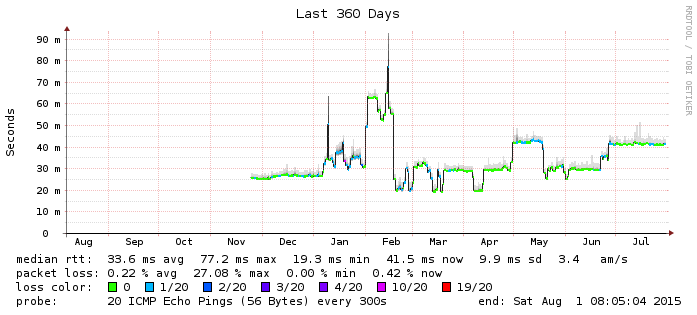 Last 360 Days
RRDTOOL / TOBI OETIKER
Seconds
90 m
80 m
70 m
60 m
50 m
40 m
30 m
20 m
10 m
0
Aug Sep Oct Nov Dec Jan Feb Mar Apr May Jun Jul
median rtt: 33.6 ms avg 77.2 ms max 19.3 ms min 41.5 ms now 9.9 ms sd 3.4 am/s
packet loss: 0.22 % avg 27.08 % max 0.00 % min 0.42 % now
loss color: 0 1/20 2/20 3/20 4/20 10/20 19/20
probe: 20 ICMP Echo Pings (56 Bytes) every 300s end: Sat Aug 1 08:05:04 2015